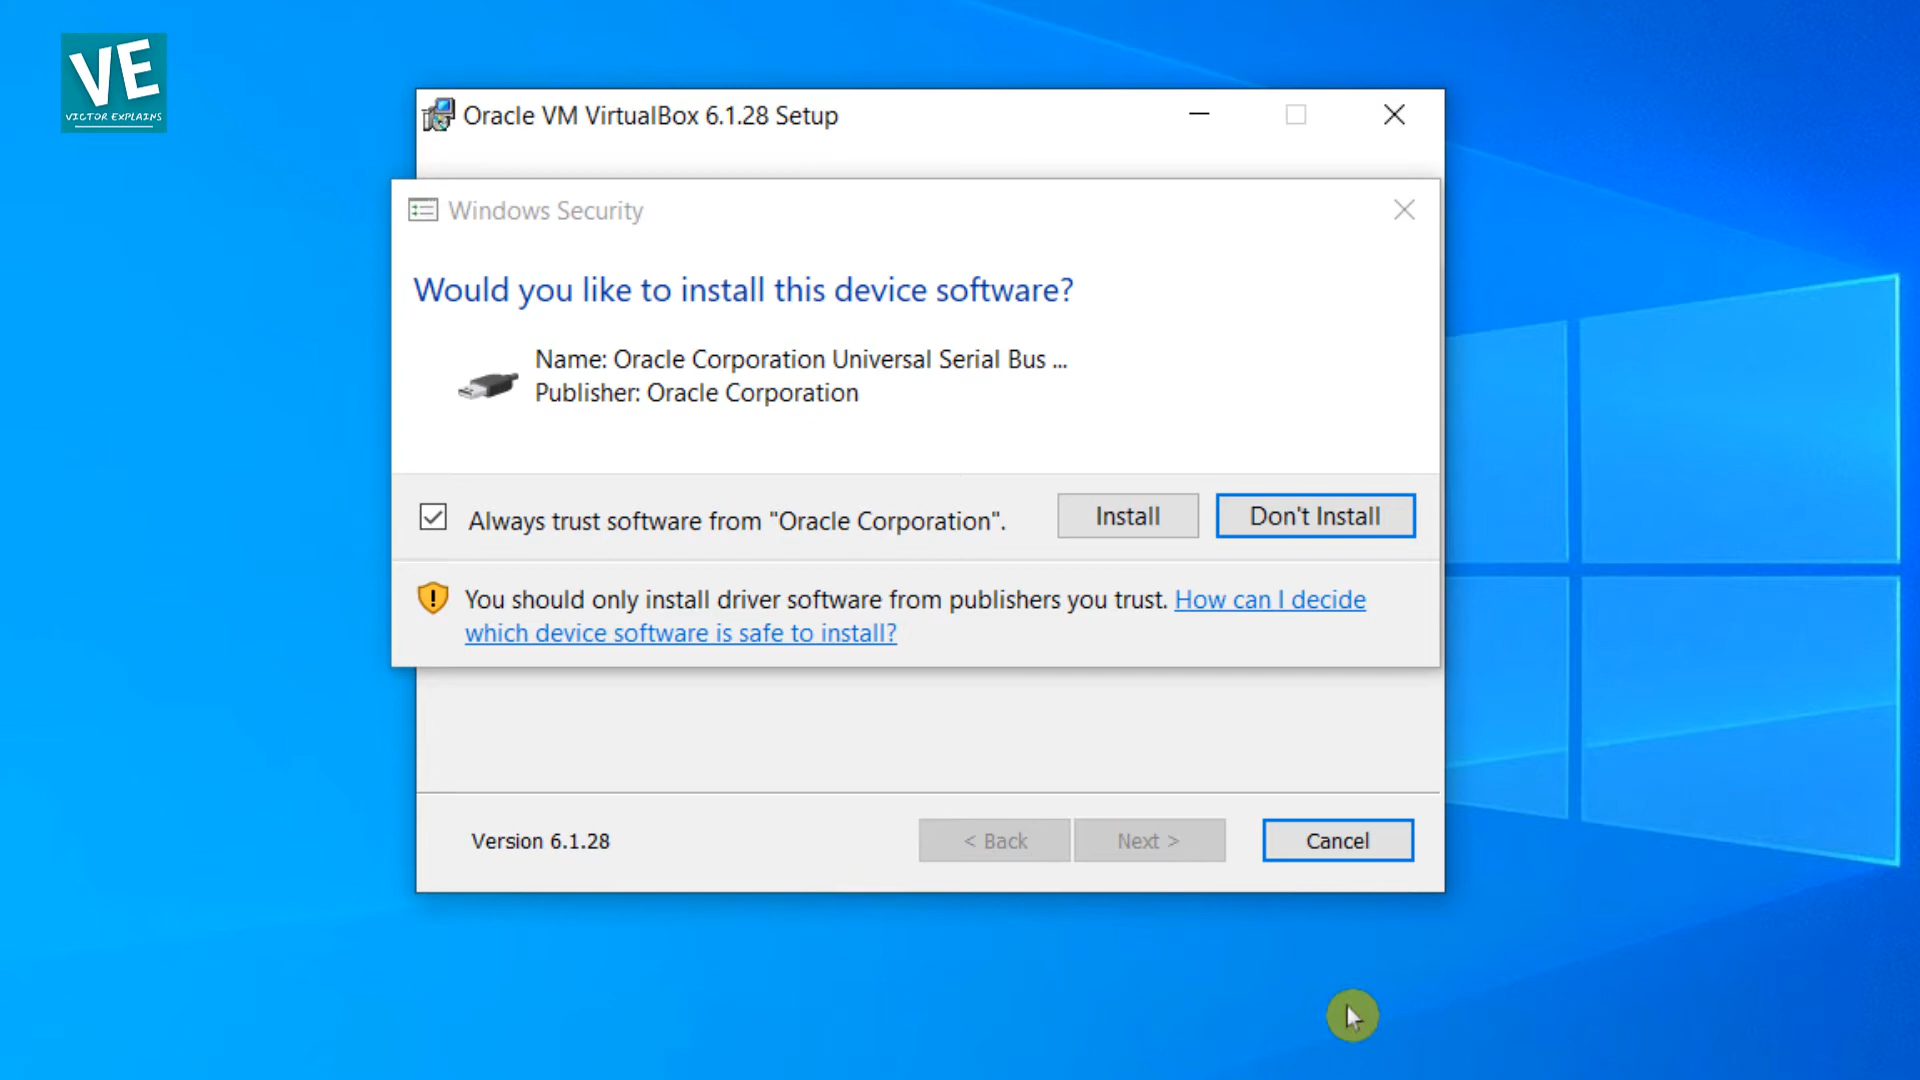 VE
VICTOR EXPLAINS
Oracle VM VirtualBox 6.1.28 Setup
Windows Security
Would you like to install this device software?
Name: Oracle Corporation Universal Serial Bus ...
Publisher: Oracle Corporation
Always trust software from "Oracle Corporation".
Install
Don't Install
You should only install driver software from publishers you trust. How can I decide
which device software is safe to install?
Version 6.1.28
< Back
Next >
Cancel